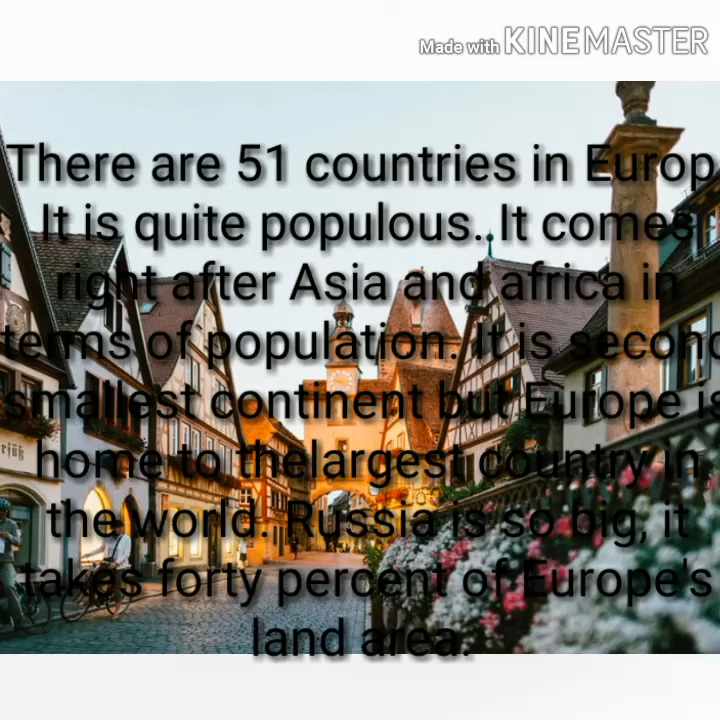 Made with KINEMASTER
There are 51 countries in Europ
It is quite populous. It comes
right after Asia and africa in
terms of population. It is second
smallest continent but Europe is
home to thelargest country in
the world. Russia is so big, it
takes forty percent of Europe's
land area.